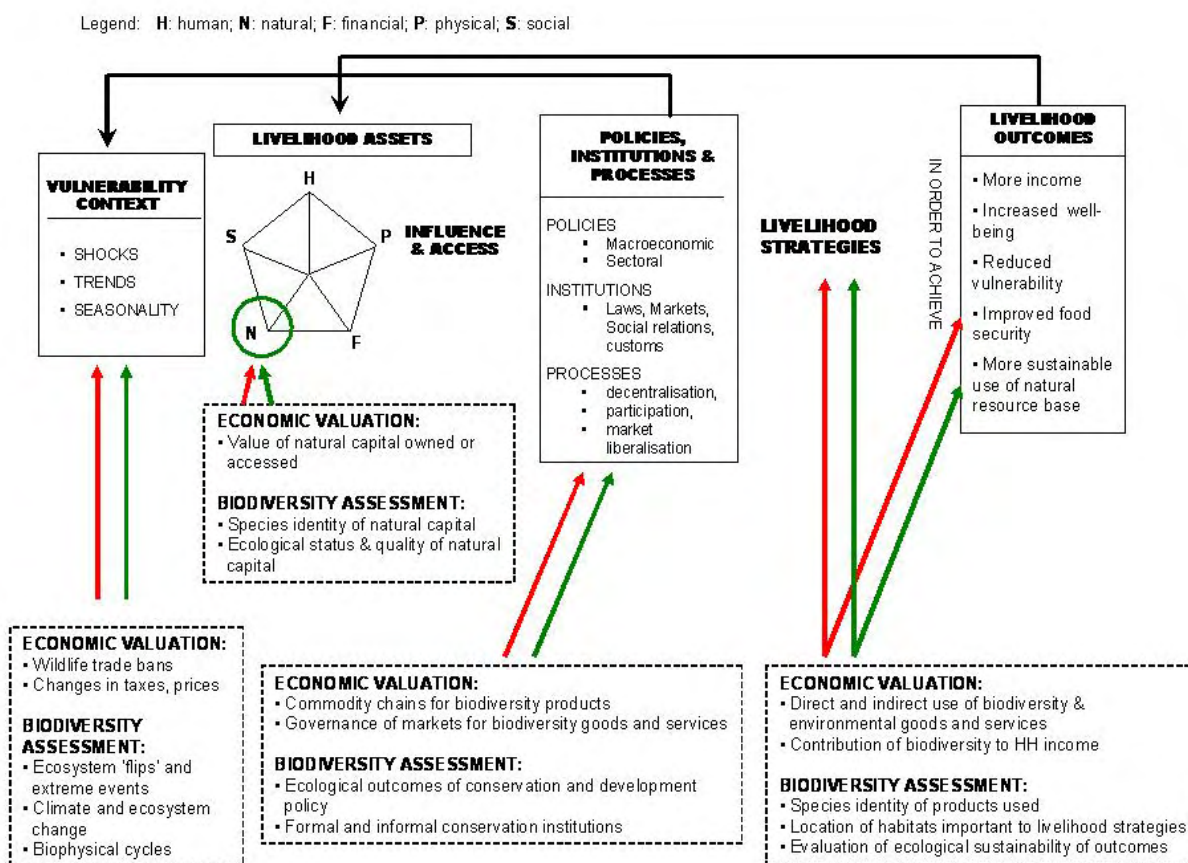 Legend: H: human; N: natural; F: financial; P: physical; S: social
VULNERABILITY
CONTEXT
▪ SHOCKS
▪ TRENDS
▪ SEASONALITY
LIVELIHOOD ASSETS
H
S
P
N
F
INFLUENCE
& ACCESS
POLICIES,
INSTITUTIONS &
PROCESSES
POLICIES
▪ Macroeconomic
▪ Sectoral
INSTITUTIONS
▪ Laws, Markets,
Social relations,
customs
PROCESSES
▪ decentralisation,
▪ participation,
▪ market
liberalisation
LIVELIHOOD
STRATEGIES
IN ORDER TO ACHIEVE
LIVELIHOOD
OUTCOMES
▪ More income
▪ Increased well-
being
▪ Reduced
vulnerability
▪ Improved food
security
▪ More sustainable
use of natural
resource base
ECONOMIC VALUATION:
▪ Value of natural capital owned or
accessed
BIODIVERSITY ASSESSMENT:
▪ Species identity of natural capital
▪ Ecological status & quality of natural
capital
ECONOMIC VALUATION:
▪ Wildlife trade bans
▪ Changes in taxes, prices
BIODIVERSITY
ASSESSMENT:
▪ Ecosystem 'flips' and
extreme events
▪ Climate and ecosystem
change
▪ Biophysical cycles
ECONOMIC VALUATION:
▪ Commodity chains for biodiversity products
▪ Governance of markets for biodiversity goods and services
BIODIVERSITY ASSESSMENT:
▪ Ecological outcomes of conservation and development
policy
▪ Formal and informal conservation institutions
ECONOMIC VALUATION:
▪ Direct and indirect use of biodiversity &
environmental goods and services
▪ Contribution of biodiversity to HH income
BIODIVERSITY ASSESSMENT:
▪ Species identity of products used
▪ Location of habitats important to livelihood strategies
▪ Evaluation of ecological sustainability of outcomes